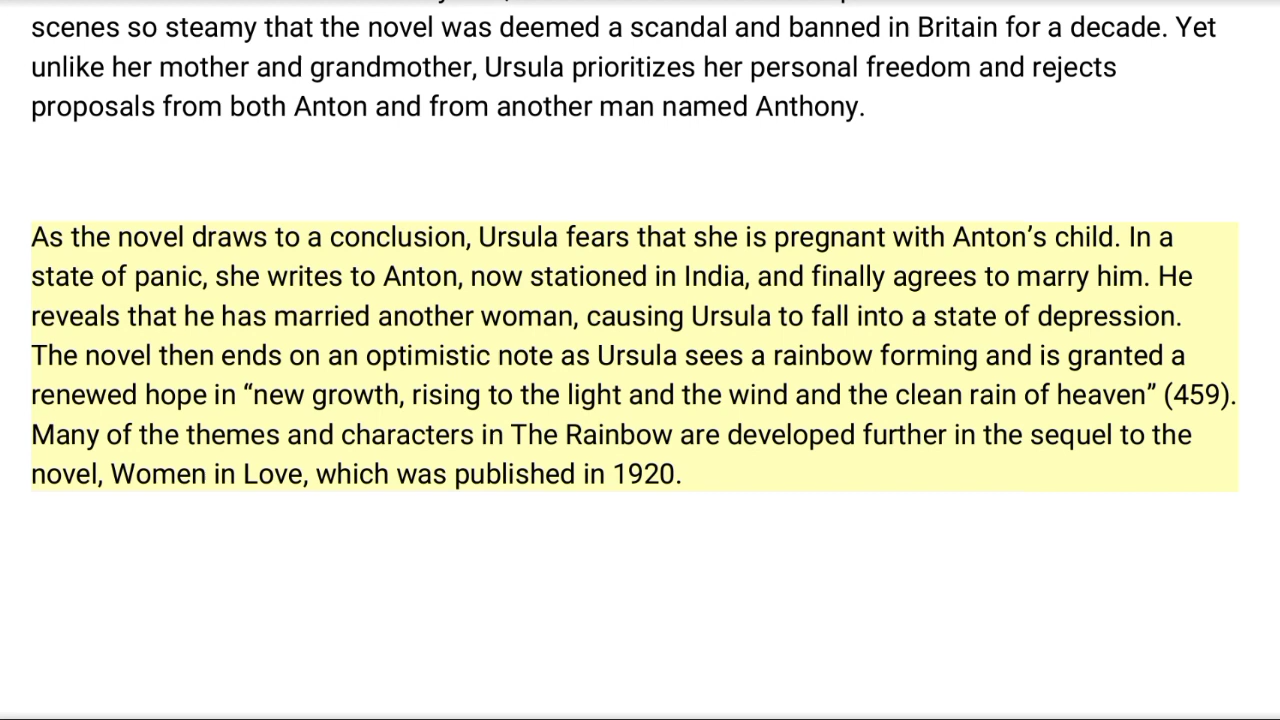 scenes so steamy that the novel was deemed a scandal and banned in Britain for a decade. Yet
unlike her mother and grandmother, Ursula prioritizes her personal freedom and rejects
proposals from both Anton and from another man named Anthony.
As the novel draws to a conclusion, Ursula fears that she is pregnant with Anton’s child. In a
state of panic, she writes to Anton, now stationed in India, and finally agrees to marry him. He
reveals that he has married another woman, causing Ursula to fall into a state of depression.
The novel then ends on an optimistic note as Ursula sees a rainbow forming and is granted a
renewed hope in “new growth, rising to the light and the wind and the clean rain of heaven” (459).
Many of the themes and characters in The Rainbow are developed further in the sequel to the
novel, Women in Love, which was published in 1920.